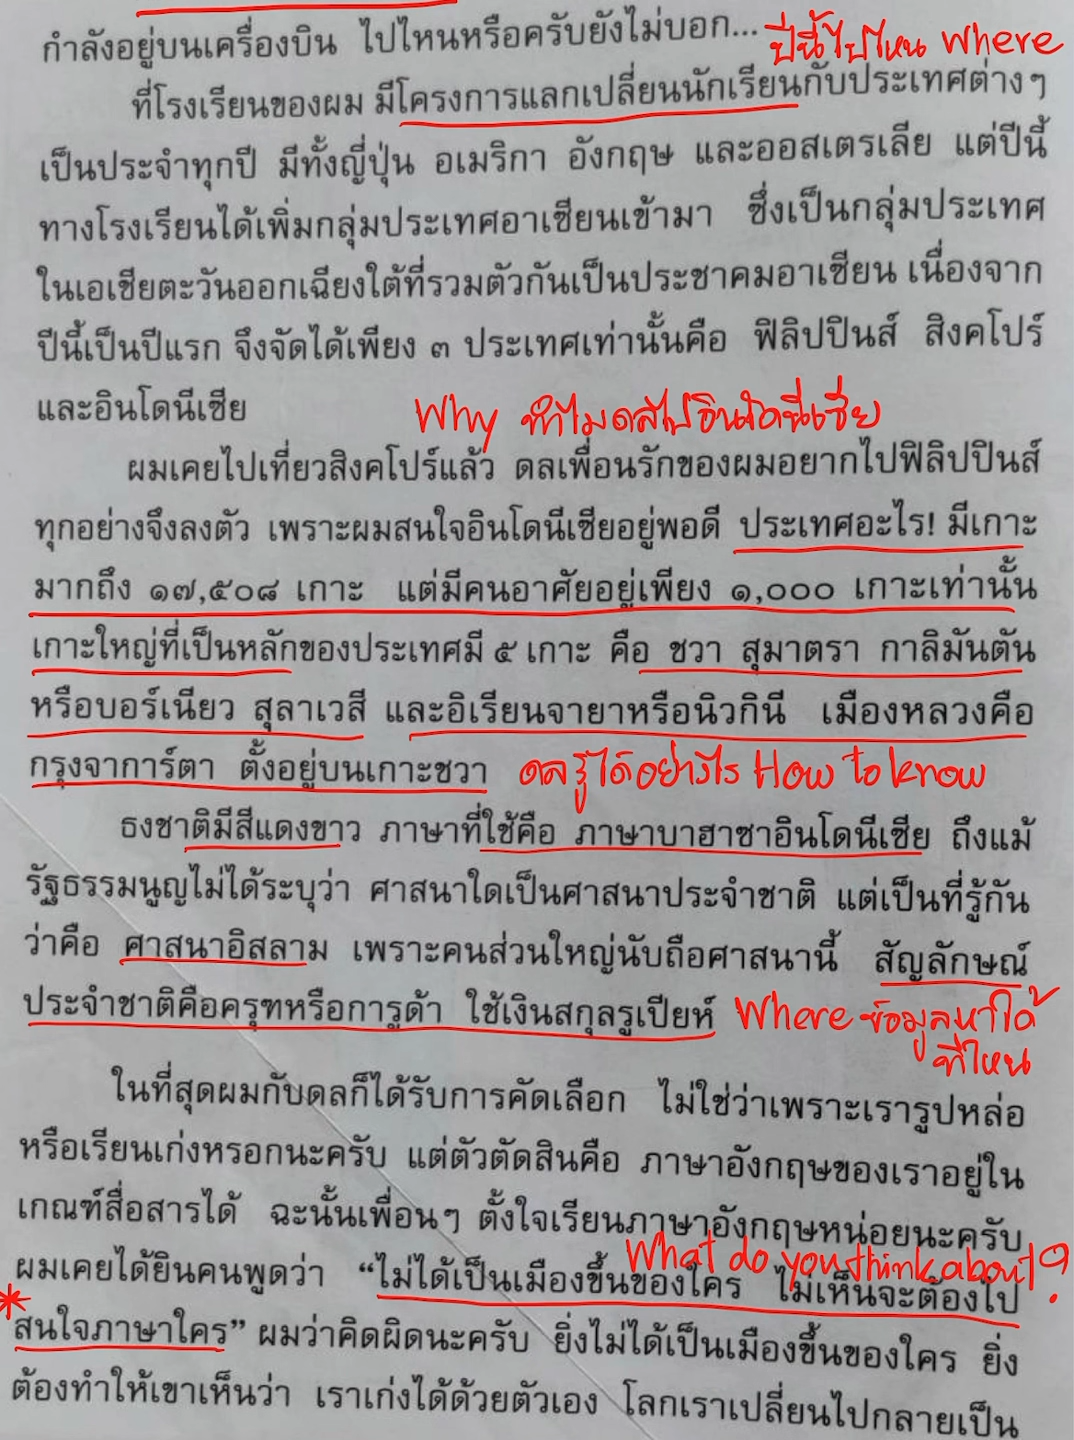 กำลังอยู่บนเครื่องบิน ไปไหนหรือครับยังไม่บอก... ปีนี้ไปไหน where
ที่โรงเรียนของผม มีโครงการแลกเปลี่ยนนักเรียนกับประเทศต่างๆ
เป็นประจำทุกปี มีทั้งญี่ปุ่น อเมริกา อังกฤษ และออสเตรเลีย แต่ปีนี้
ทางโรงเรียนได้เพิ่มกลุ่มประเทศอาเซียนเข้ามา ซึ่งเป็นกลุ่มประเทศ
ในเอเชียตะวันออกเฉียงใต้ที่รวมตัวกันเป็นประชาคมอาเซียน เนื่องจาก
ปีนี้เป็นปีแรก จึงจัดได้เพียง ๓ ประเทศเท่านั้นคือ ฟิลิปปินส์ สิงคโปร์
และอินโดนีเซีย
Why ทำไมดลไปอินโดนีเซีย
ผมเคยไปเที่ยวสิงคโปร์แล้ว ดลเพื่อนรักของผมอยากไปฟิลิปปินส์
ทุกอย่างจึงลงตัว เพราะผมสนใจอินโดนีเซียอยู่พอดี ประเทศอะไร! มีเกาะ
มากถึง ๑๗,๕๐๘ เกาะ แต่มีคนอาศัยอยู่เพียง ๑,๐๐๐ เกาะเท่านั้น
เกาะใหญ่ที่เป็นหลักของประเทศมี ๕ เกาะ คือ ชวา สุมาตรา กาลิมันตัน
หรือบอร์เนียว สุลาเวสี และอิเรียนจายาหรือนิวกินี เมืองหลวงคือ
กรุงจาการ์ตา ตั้งอยู่บนเกาะชวา ดลรู้ได้อย่างไร How to know
ธงชาติมีสีแดงขาว ภาษาที่ใช้คือ ภาษาบาฮาซาอินโดนีเซีย ถึงแม้
รัฐธรรมนูญไม่ได้ระบุว่า ศาสนาใดเป็นศาสนาประจำชาติ แต่เป็นที่รู้กัน
ว่าคือ ศาสนาอิสลาม เพราะคนส่วนใหญ่นับถือศาสนานี้ สัญลักษณ์
ประจำชาติคือครุฑหรือการูด้า ใช้เงินสกุลรูเปียห์ Where ข้อมูลหาได้
ที่ไหน
ในที่สุดผมกับดลก็ได้รับการคัดเลือก ไม่ใช่ว่าเพราะเรารูปหล่อ
หรือเรียนเก่งหรอกนะครับ แต่ตัวตัดสินคือ ภาษาอังกฤษของเราอยู่ใน
เกณฑ์สื่อสารได้ ฉะนั้นเพื่อนๆ ตั้งใจเรียนภาษาอังกฤษหน่อยนะครับ
What do you think about?
ผมเคยได้ยินคนพูดว่า “ไม่ได้เป็นเมืองขึ้นของใคร ไม่เห็นจะต้องไป
สนใจภาษาใคร” ผมว่าคิดผิดนะครับ ยิ่งไม่ได้เป็นเมืองขึ้นของใคร ยิ่ง
ต้องทำให้เขาเห็นว่า เราเก่งได้ด้วยตัวเอง โลกเราเปลี่ยนไปกลายเป็น